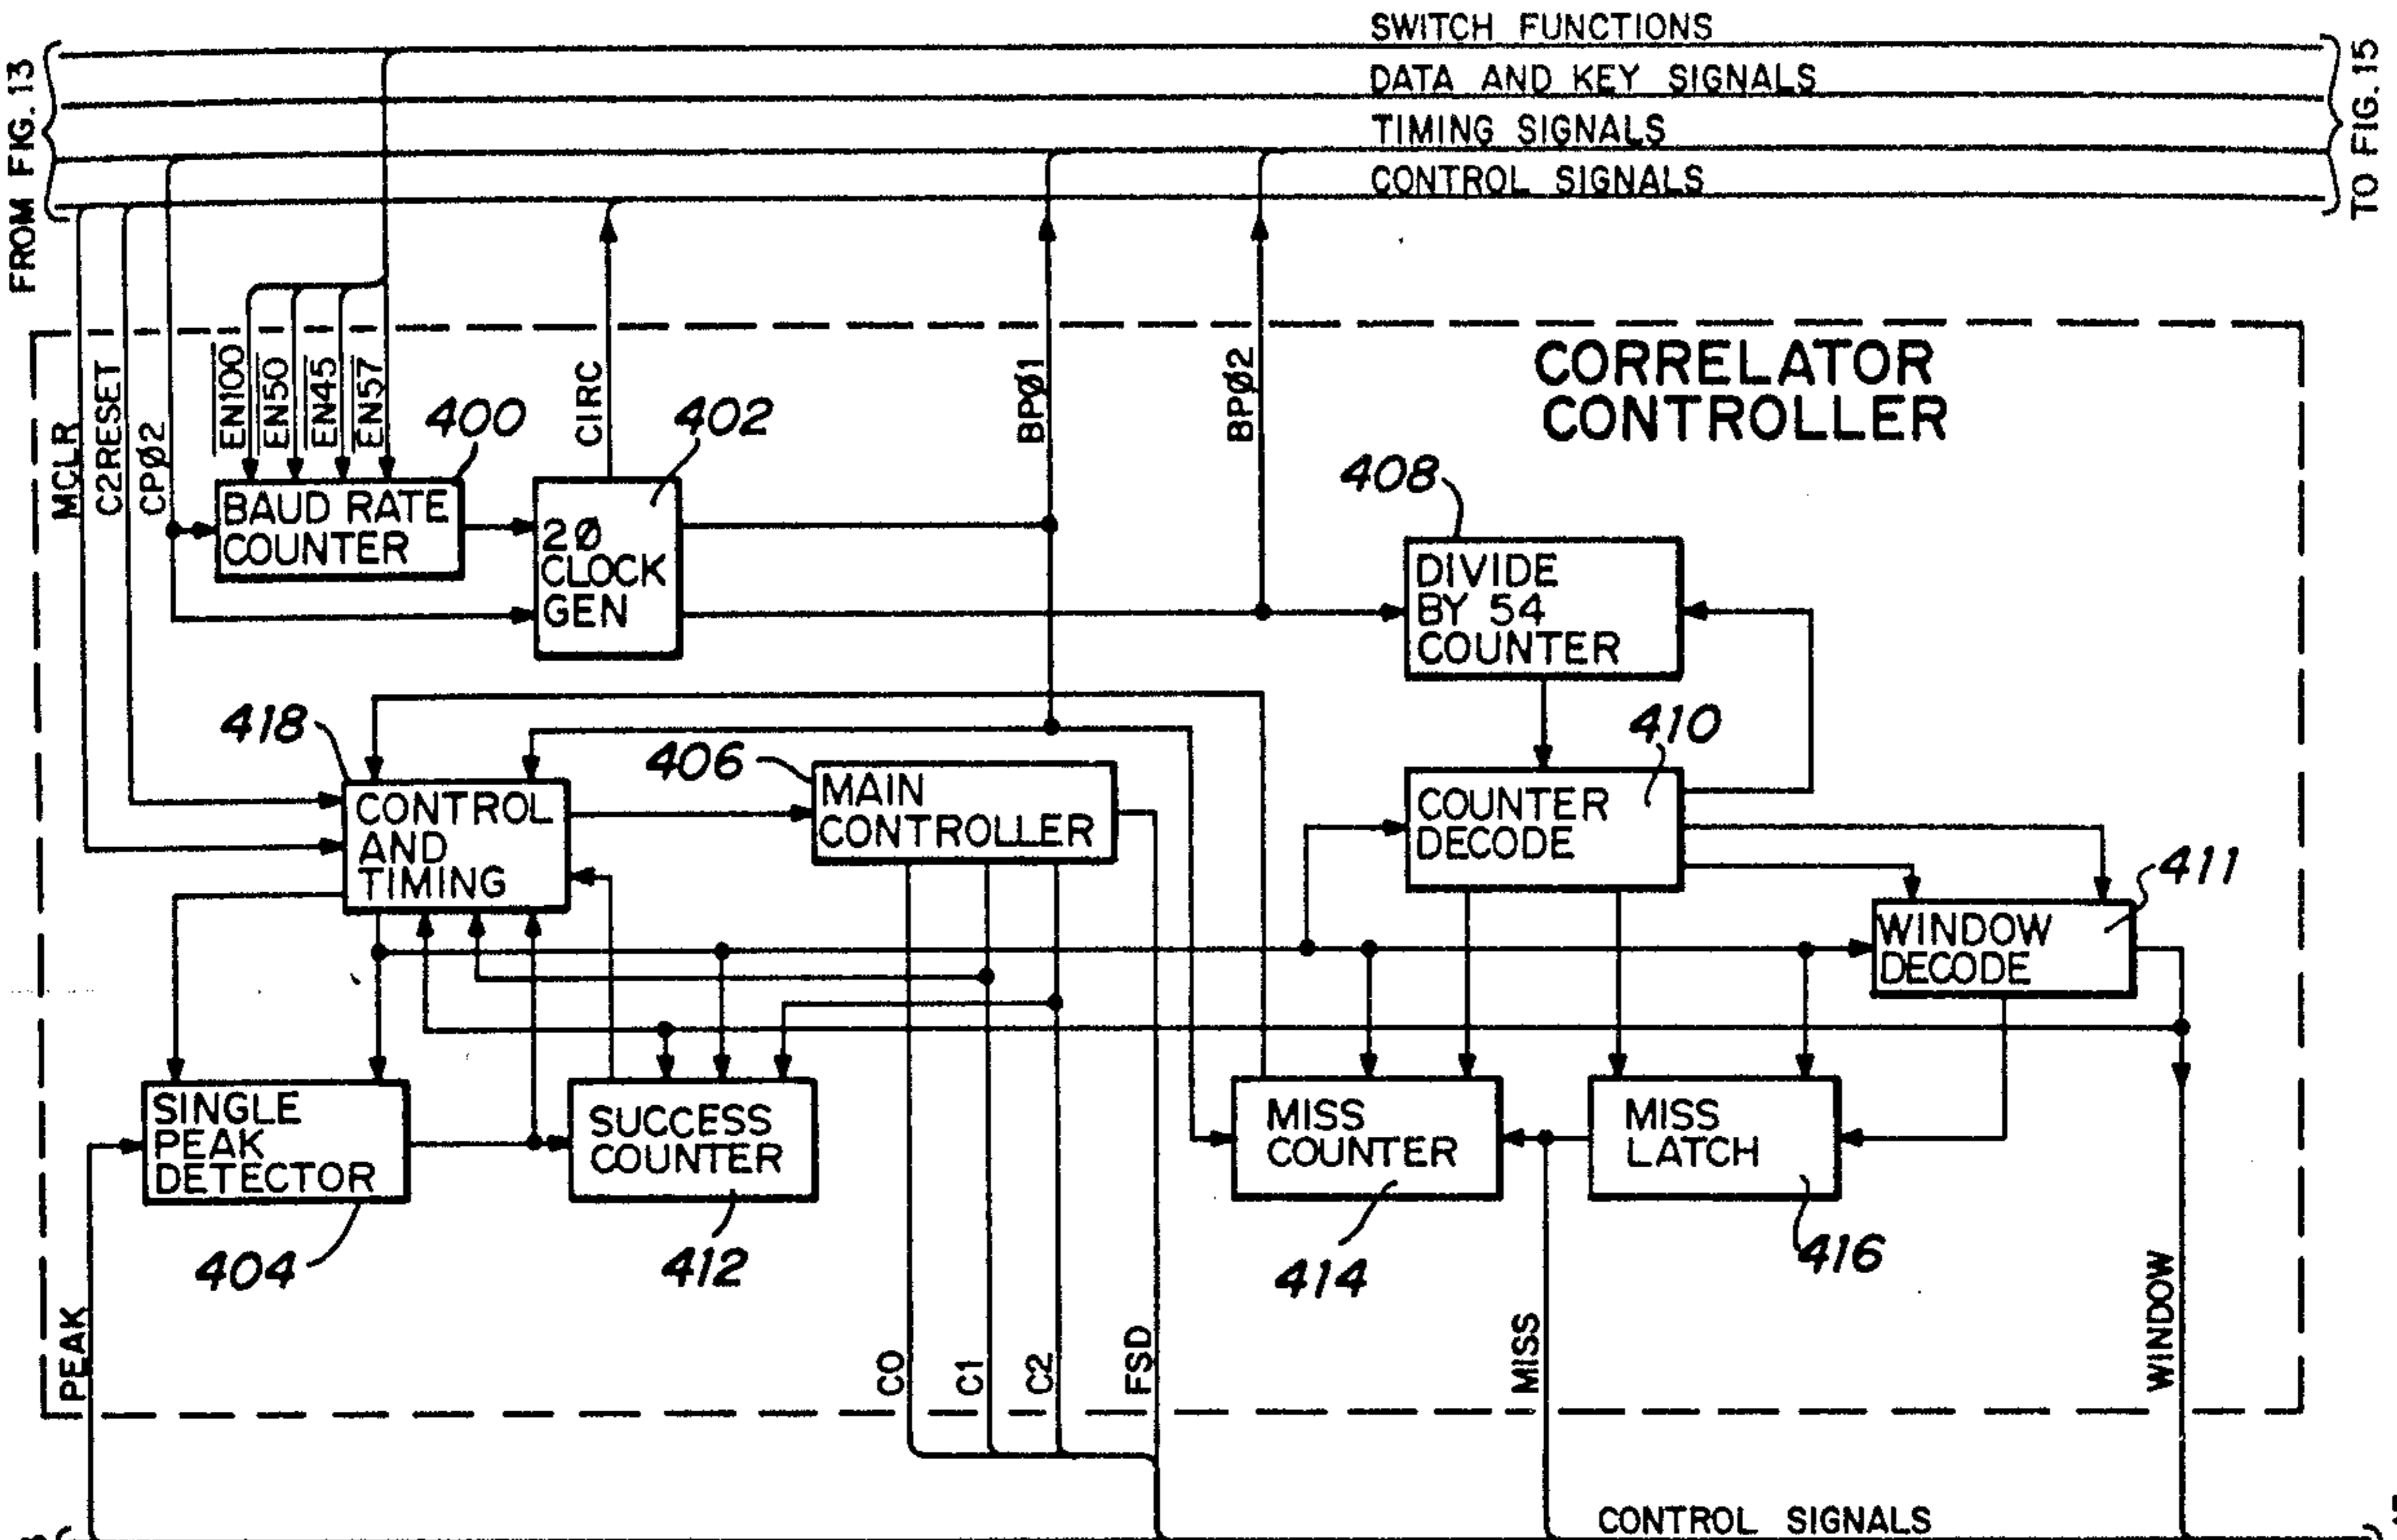 SWITCH FUNCTIONS
DATA AND KEY SIGNALS
TIMING SIGNALS
CONTROL SIGNALS
FROM FIG. 13
TO FIG. 15
CORRELATOR
CONTROLLER
MCLR
C2RESET
CPØ2
EN100
EN50
EN45
EN57
400
CIRC
402
BPØ1
BPØ2
BAUD RATE
COUNTER
2Ø
CLOCK
GEN
408
DIVIDE
BY 54
COUNTER
418
CONTROL
AND
TIMING
406
MAIN
CONTROLLER
410
COUNTER
DECODE
411
WINDOW
DECODE
SINGLE
PEAK
DETECTOR
404
SUCCESS
COUNTER
412
MISS
COUNTER
414
MISS
LATCH
416
PEAK
C0
C1
C2
FSD
MISS
WINDOW
CONTROL SIGNALS